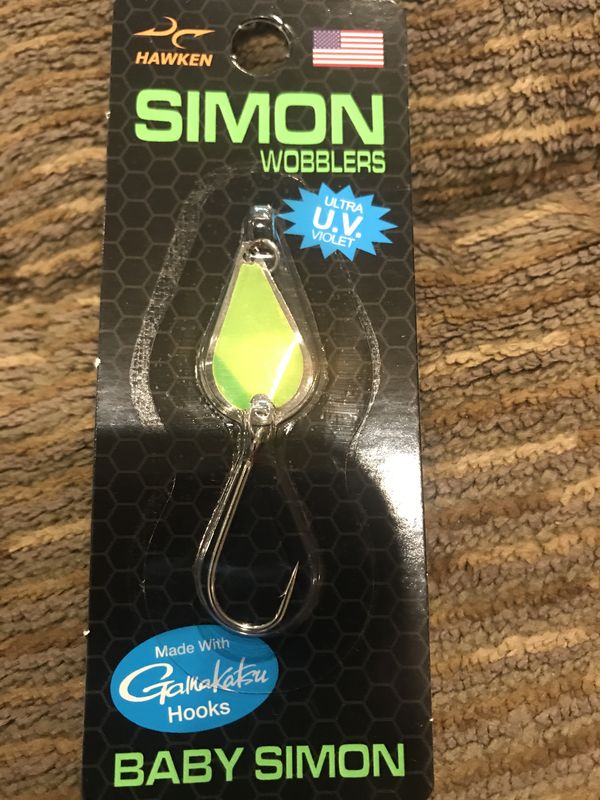 HAWKEN
SIMON
WOBBLERS
ULTRA
U.V.
VIOLET
Made With
Gamakatsu
Hooks
BABY SIMON